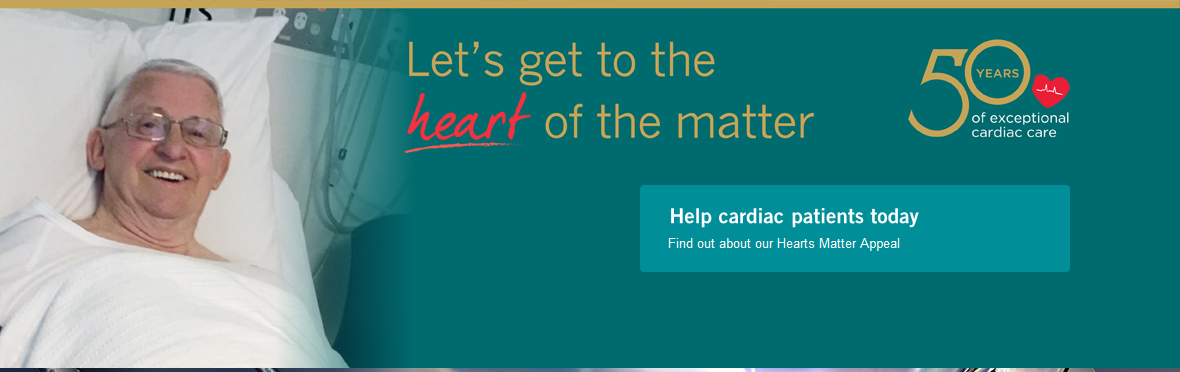 Let's get to the
heart of the matter
50
YEARS
of exceptional
cardiac care
Help cardiac patients today
Find out about our Hearts Matter Appeal